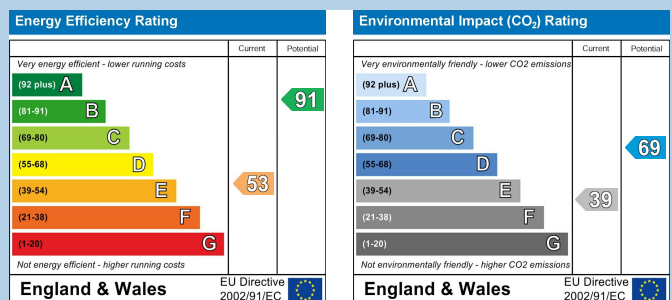 Energy Efficiency Rating
Current Potential
Very energy efficient - lower running costs
(92 plus) A
(81-91) B
(69-80) C
(55-68) D
(39-54) E
(21-38) F
(1-20) G
91
53
Not energy efficient - higher running costs
England & Wales
EU Directive
2002/91/EC
Environmental Impact (CO₂) Rating
Current Potential
Very environmentally friendly - lower CO2 emissions
(92 plus) A
(81-91) B
(69-80) C
(55-68) D
(39-54) E
(21-38) F
(1-20) G
69
39
Not environmentally friendly - higher CO2 emissions
England & Wales
EU Directive
2002/91/EC